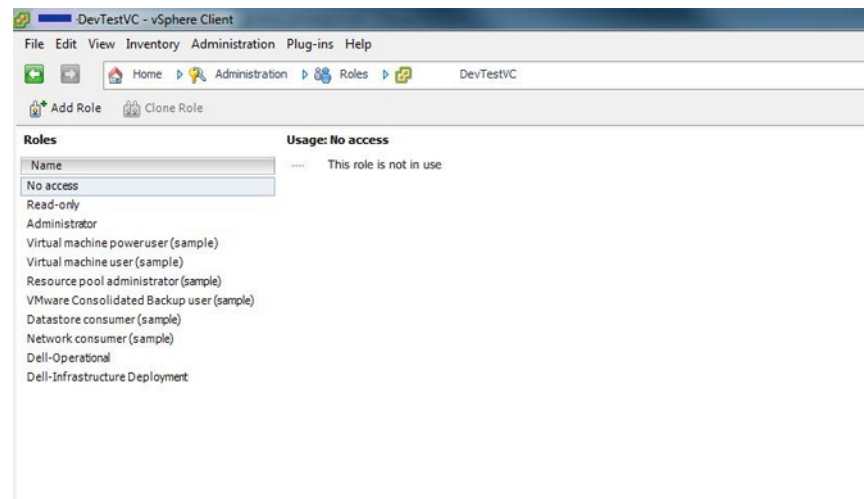 -DevTestVC - vSphere Client
File Edit View Inventory Administration Plug-ins Help
Home Administration Roles DevTestVC
Add Role Clone Role
Roles
Usage: No access
Name
This role is not in use
No access
Read-only
Administrator
Virtual machine power user (sample)
Virtual machine user (sample)
Resource pool administrator (sample)
VMware Consolidated Backup user (sample)
Datastore consumer (sample)
Network consumer (sample)
Dell-Operational
Dell-Infrastructure Deployment